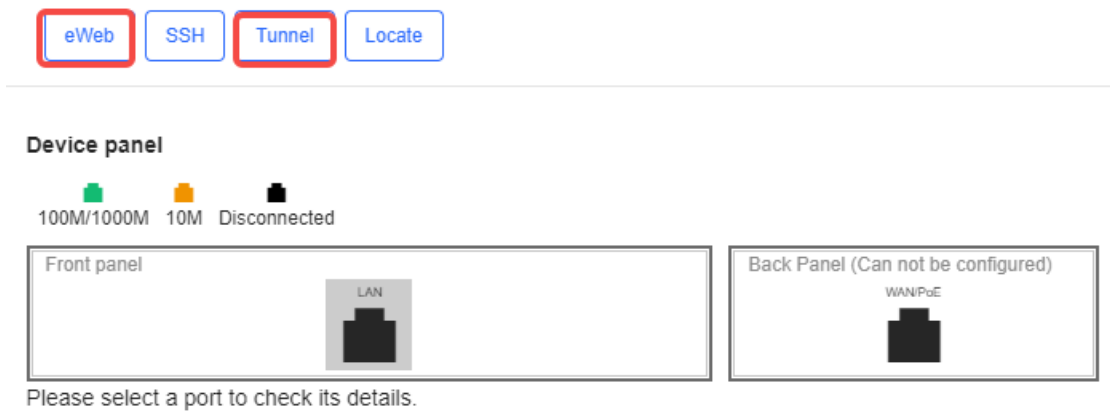 eWeb SSH Tunnel Locate
Device panel
100M/1000M 10M Disconnected
Front panel
LAN
Back Panel (Can not be configured)
WAN/PoE
Please select a port to check its details.